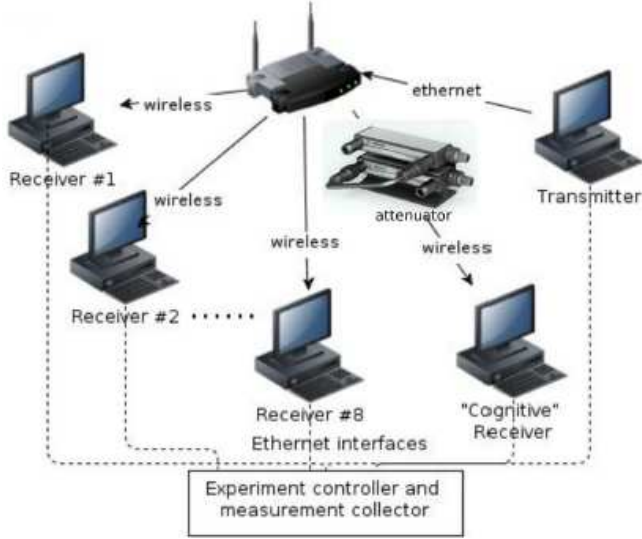 ethernet
wireless
Receiver #1
Transmitter
attenuator
wireless
wireless
wireless
Receiver #2
Receiver #8
"Cognitive"
Receiver
Ethernet interfaces
Experiment controller and
measurement collector